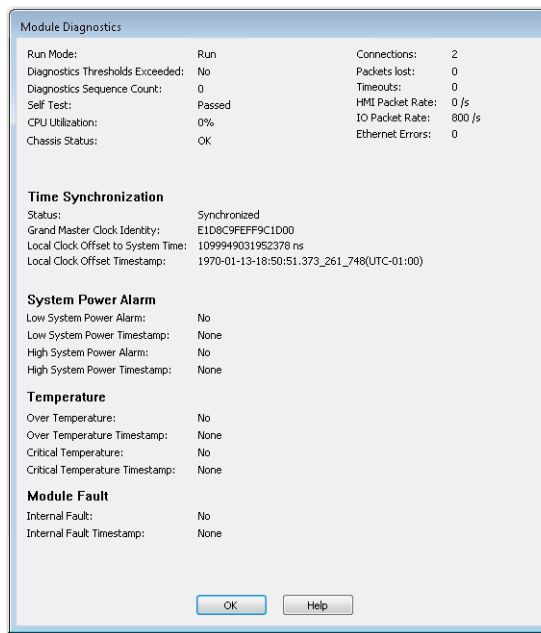 Module Diagnostics
Run Mode: Run Connections: 2
Diagnostics Thresholds Exceeded: No Packets lost: 0
Diagnostics Sequence Count: 0 Timeouts: 0
Self Test: Passed HMI Packet Rate: 0 /s
CPU Utilization: 0% IO Packet Rate: 800 /s
Chassis Status: OK Ethernet Errors: 0
Time Synchronization
Status: Synchronized
Grand Master Clock Identity: E1D8C9FEFF9C1D00
Local Clock Offset to System Time: 1099949031952378 ns
Local Clock Offset Timestamp: 1970-01-13-18:50:51.373_261_748(UTC-01:00)
System Power Alarm
Low System Power Alarm: No
Low System Power Timestamp: None
High System Power Alarm: No
High System Power Timestamp: None
Temperature
Over Temperature: No
Over Temperature Timestamp: None
Critical Temperature: No
Critical Temperature Timestamp: None
Module Fault
Internal Fault: No
Internal Fault Timestamp: None
OK Help